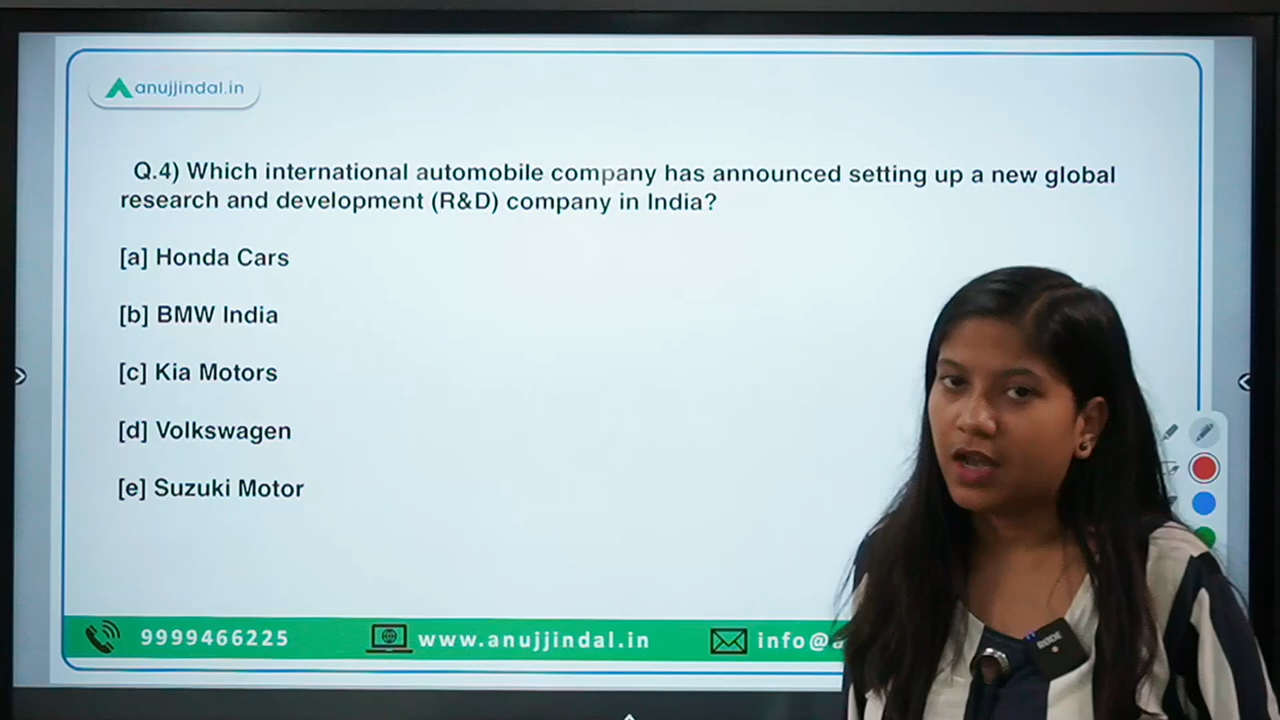 anujjindal.in
Q.4) Which international automobile company has announced setting up a new global
research and development (R&D) company in India?
[a] Honda Cars
[b] BMW India
[c] Kia Motors
[d] Volkswagen
[e] Suzuki Motor
9999466225 www.anujjindal.in info@
RODE